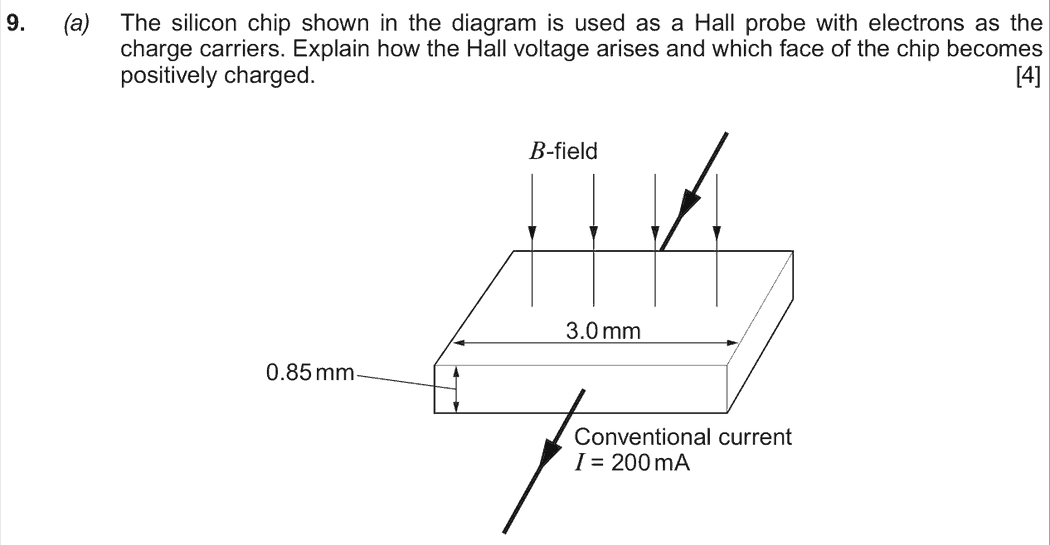 9. (a) The silicon chip shown in the diagram is used as a Hall probe with electrons as the
charge carriers. Explain how the Hall voltage arises and which face of the chip becomes
positively charged. [4]
B-field
3.0 mm
0.85 mm
Conventional current
I = 200 mA